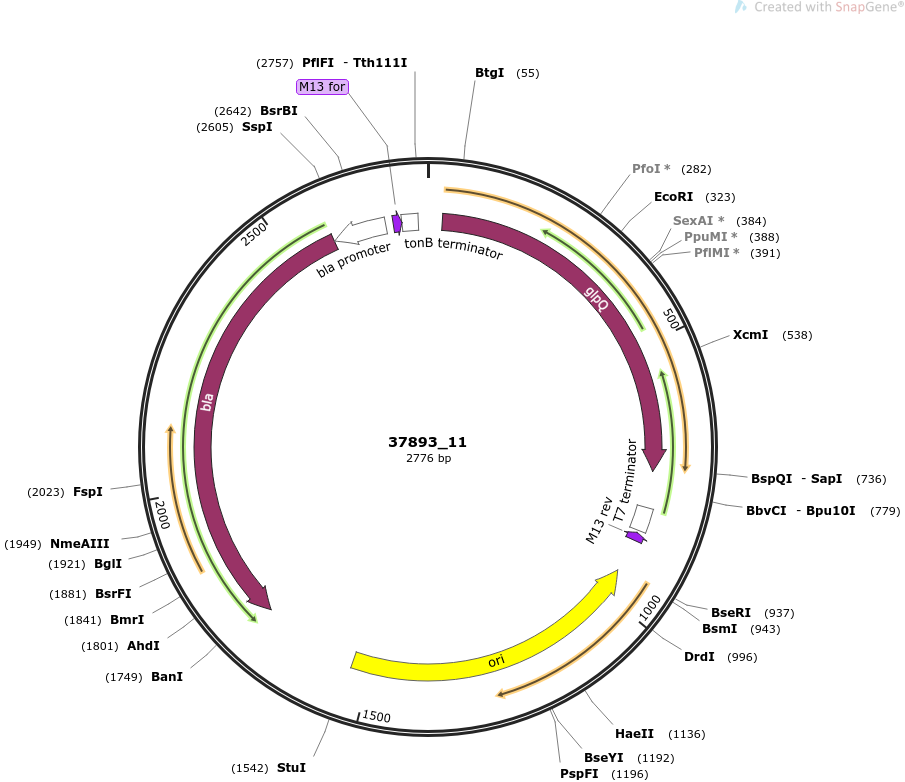 Created with SnapGene®
(2757) PflFI - Tth111I
BtgI (55)
M13 for
(2642) BsrBI
(2605) SspI
PfoI * (282)
EcoRI (323)
SexAI * (384)
PpuMI * (388)
PflMI * (391)
2500
bla promoter
tonB terminator
glpQ
500
XcmI (538)
bla
37893_11
2776 bp
T7 terminator
M13 rev
BspQI - SapI (736)
BbvCI - Bpu10I (779)
(2023) FspI
2000
(1949) NmeAIII
(1921) BglI
(1881) BsrFI
(1841) BmrI
(1801) AhdI
(1749) BanI
1000
BseRI (937)
BsmI (943)
DrdI (996)
ori
1500
(1542) StuI
HaeII (1136)
BseYI (1192)
PspFI (1196)